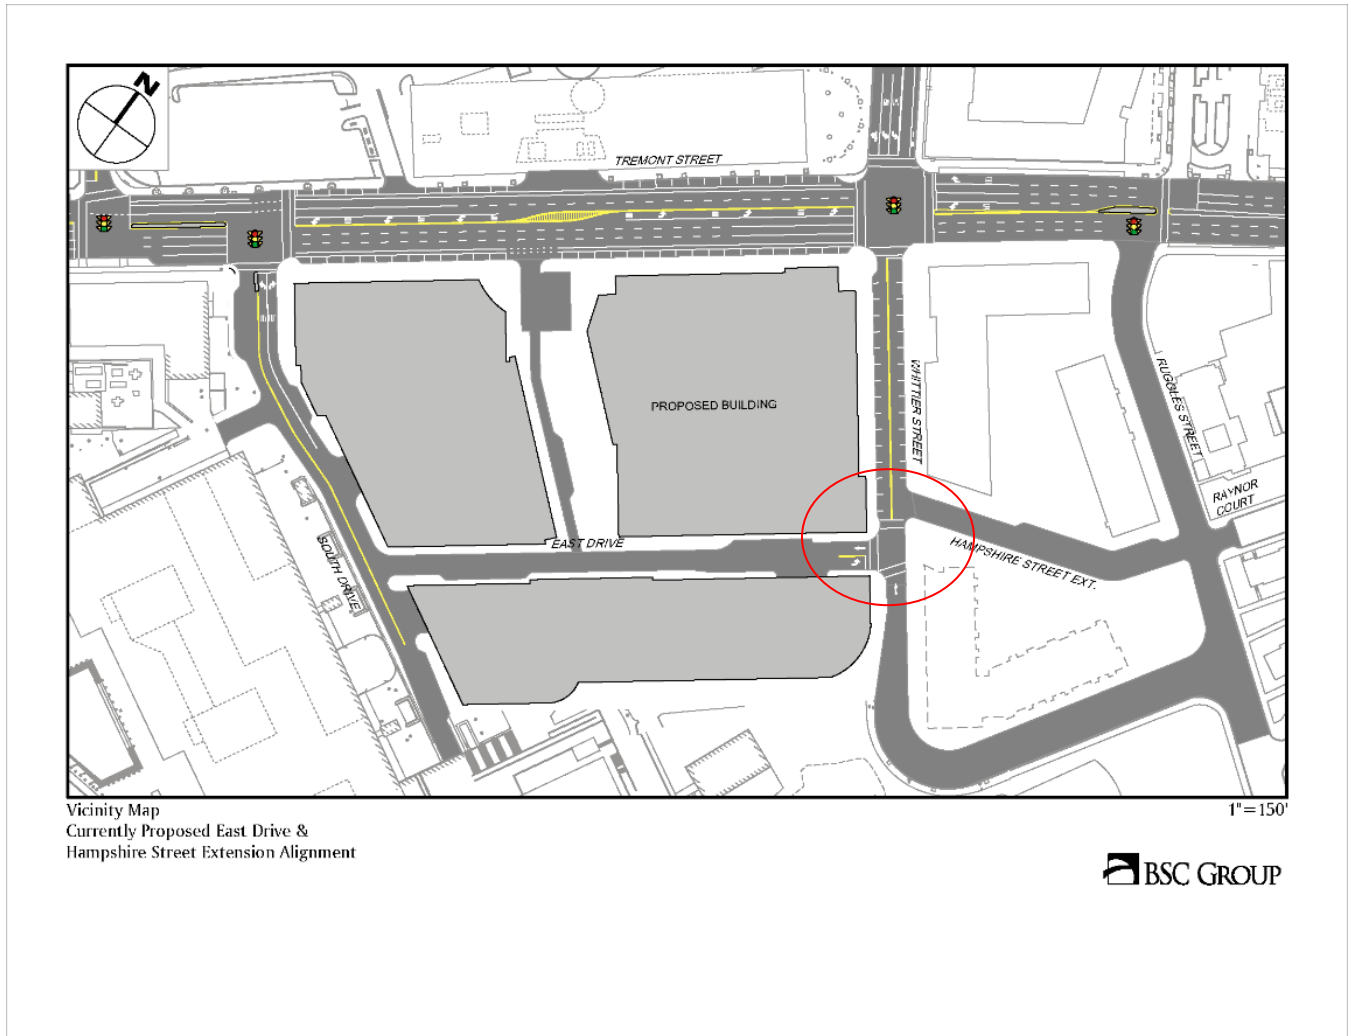 N
TREMONT STREET
PROPOSED BUILDING
WHITTIER STREET
RUGGLES STREET
RAYNOR
COURT
EAST DRIVE
SOUTH DRIVE
HAMPSHIRE STREET EXT.
Vicinity Map
1"=150'
Currently Proposed East Drive &
Hampshire Street Extension Alignment
BSC GROUP